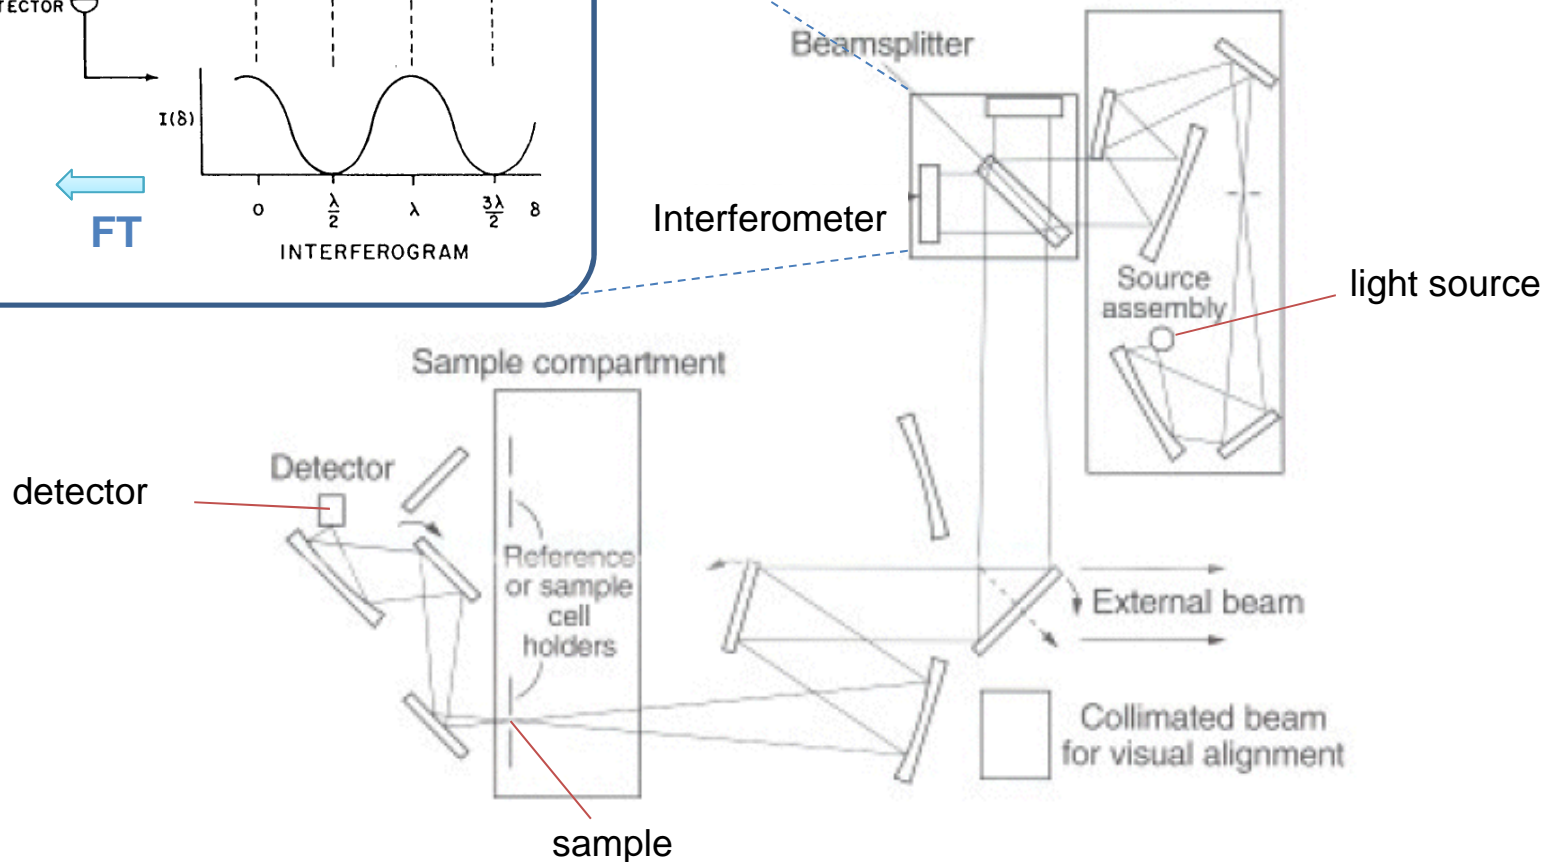 TECTOR
I(δ)
0 λ/2 λ 3λ/2 δ
INTERFEROGRAM
FT
Beamsplitter
Interferometer
Source
assembly
light source
Sample compartment
Detector
detector
Reference
or sample
cell
holders
External beam
Collimated beam
for visual alignment
sample